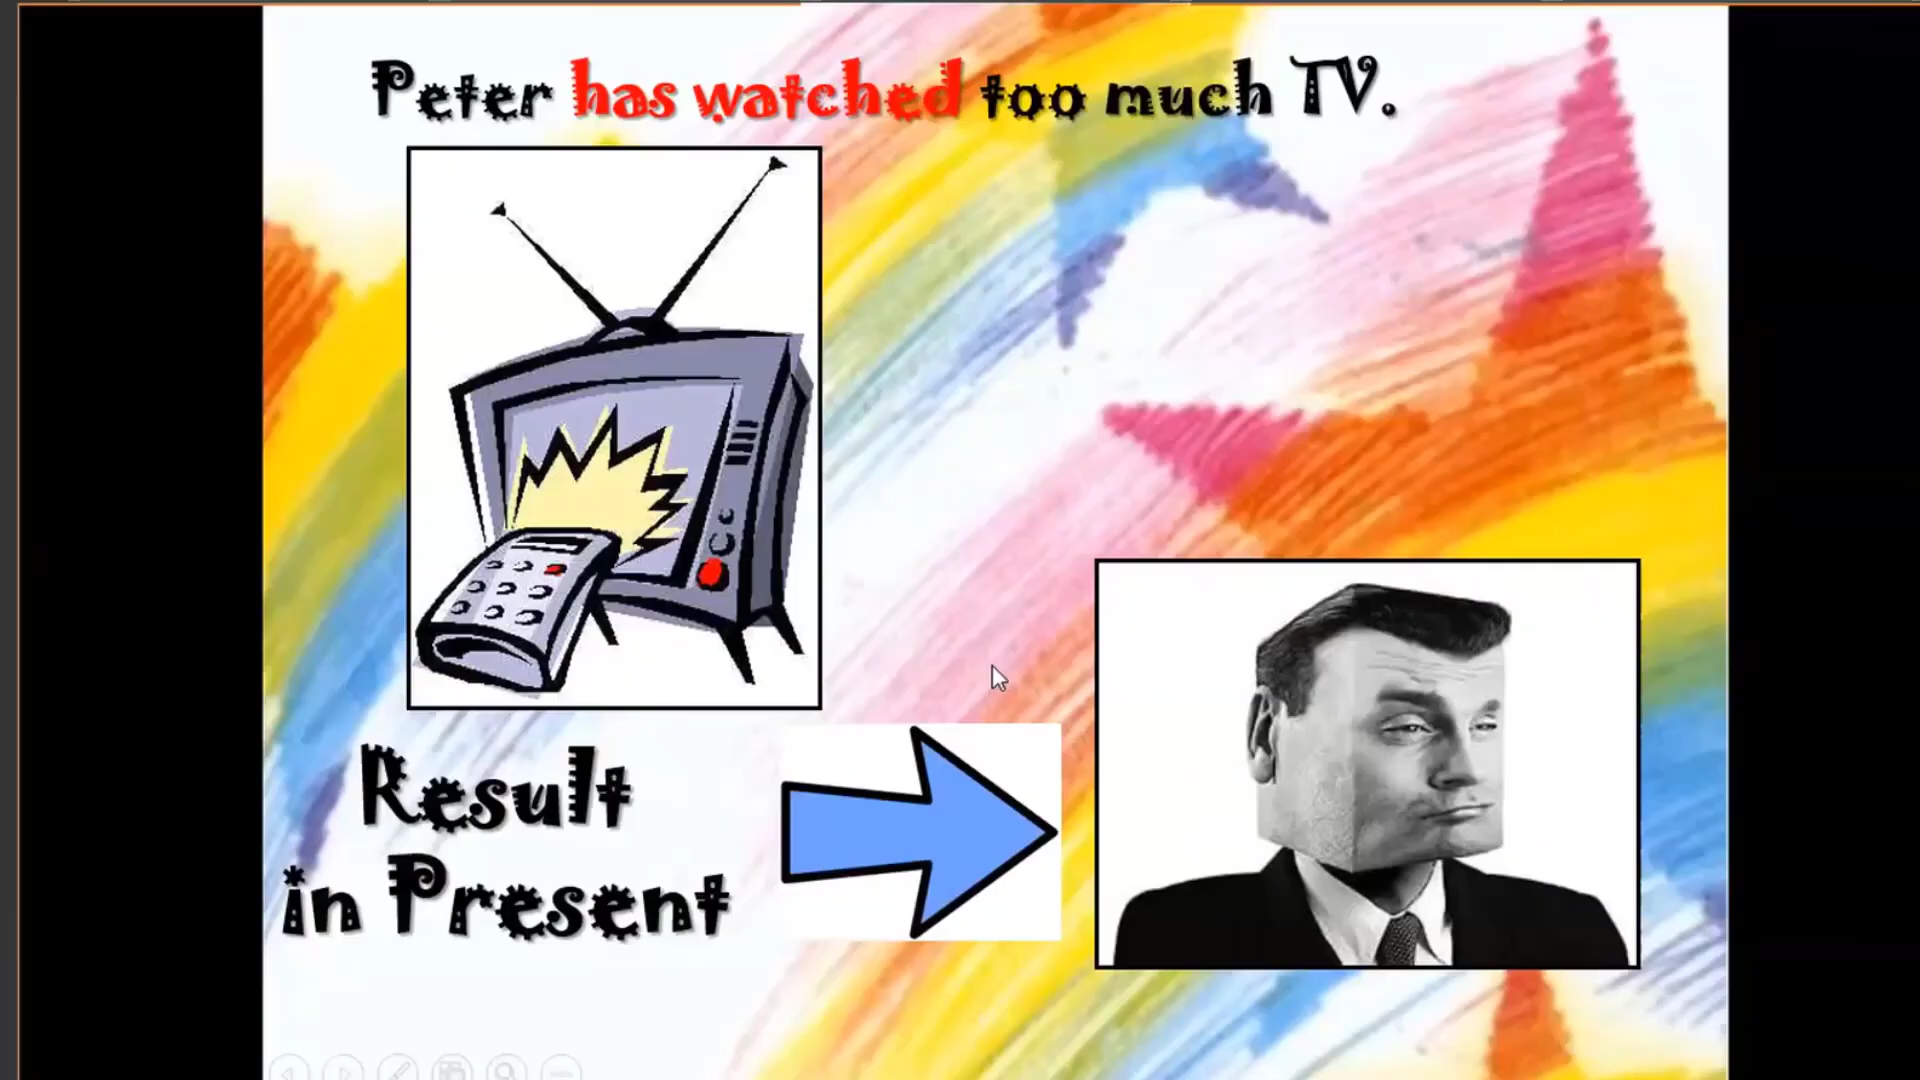 Peter has watched too much TV.
Result
in Present